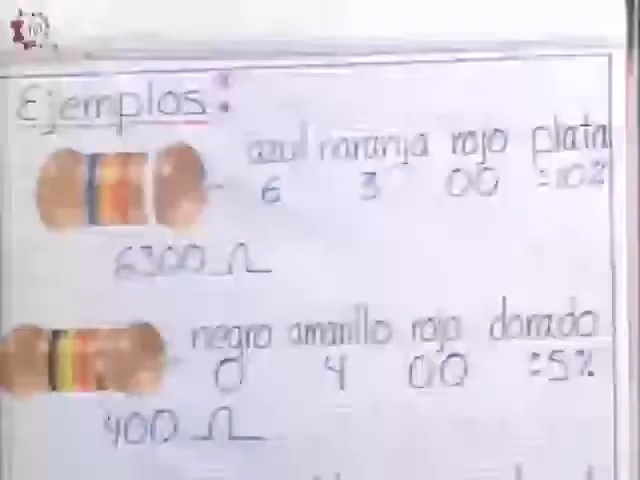 Ejemplos:
azul naranja rojo plata
6 3 00 ±10%
6300 Ω
negro amarillo rojo dorado
0 4 00 ±5%
400 Ω